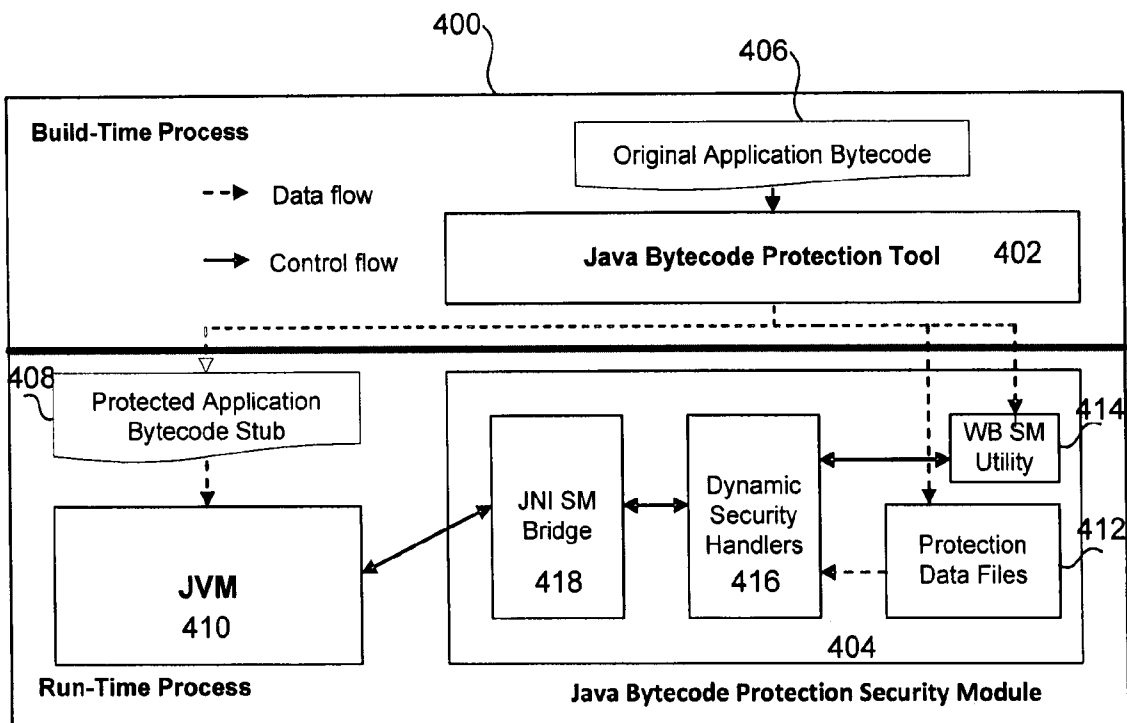 400
406
Build-Time Process
Original Application Bytecode
Data flow
Control flow
Java Bytecode Protection Tool 402
408
Protected Application
Bytecode Stub
JVM
410
Run-Time Process
JNI SM
Bridge
418
Dynamic
Security
Handlers
416
WB SM
Utility
414
Protection
Data Files
412
404
Java Bytecode Protection Security Module